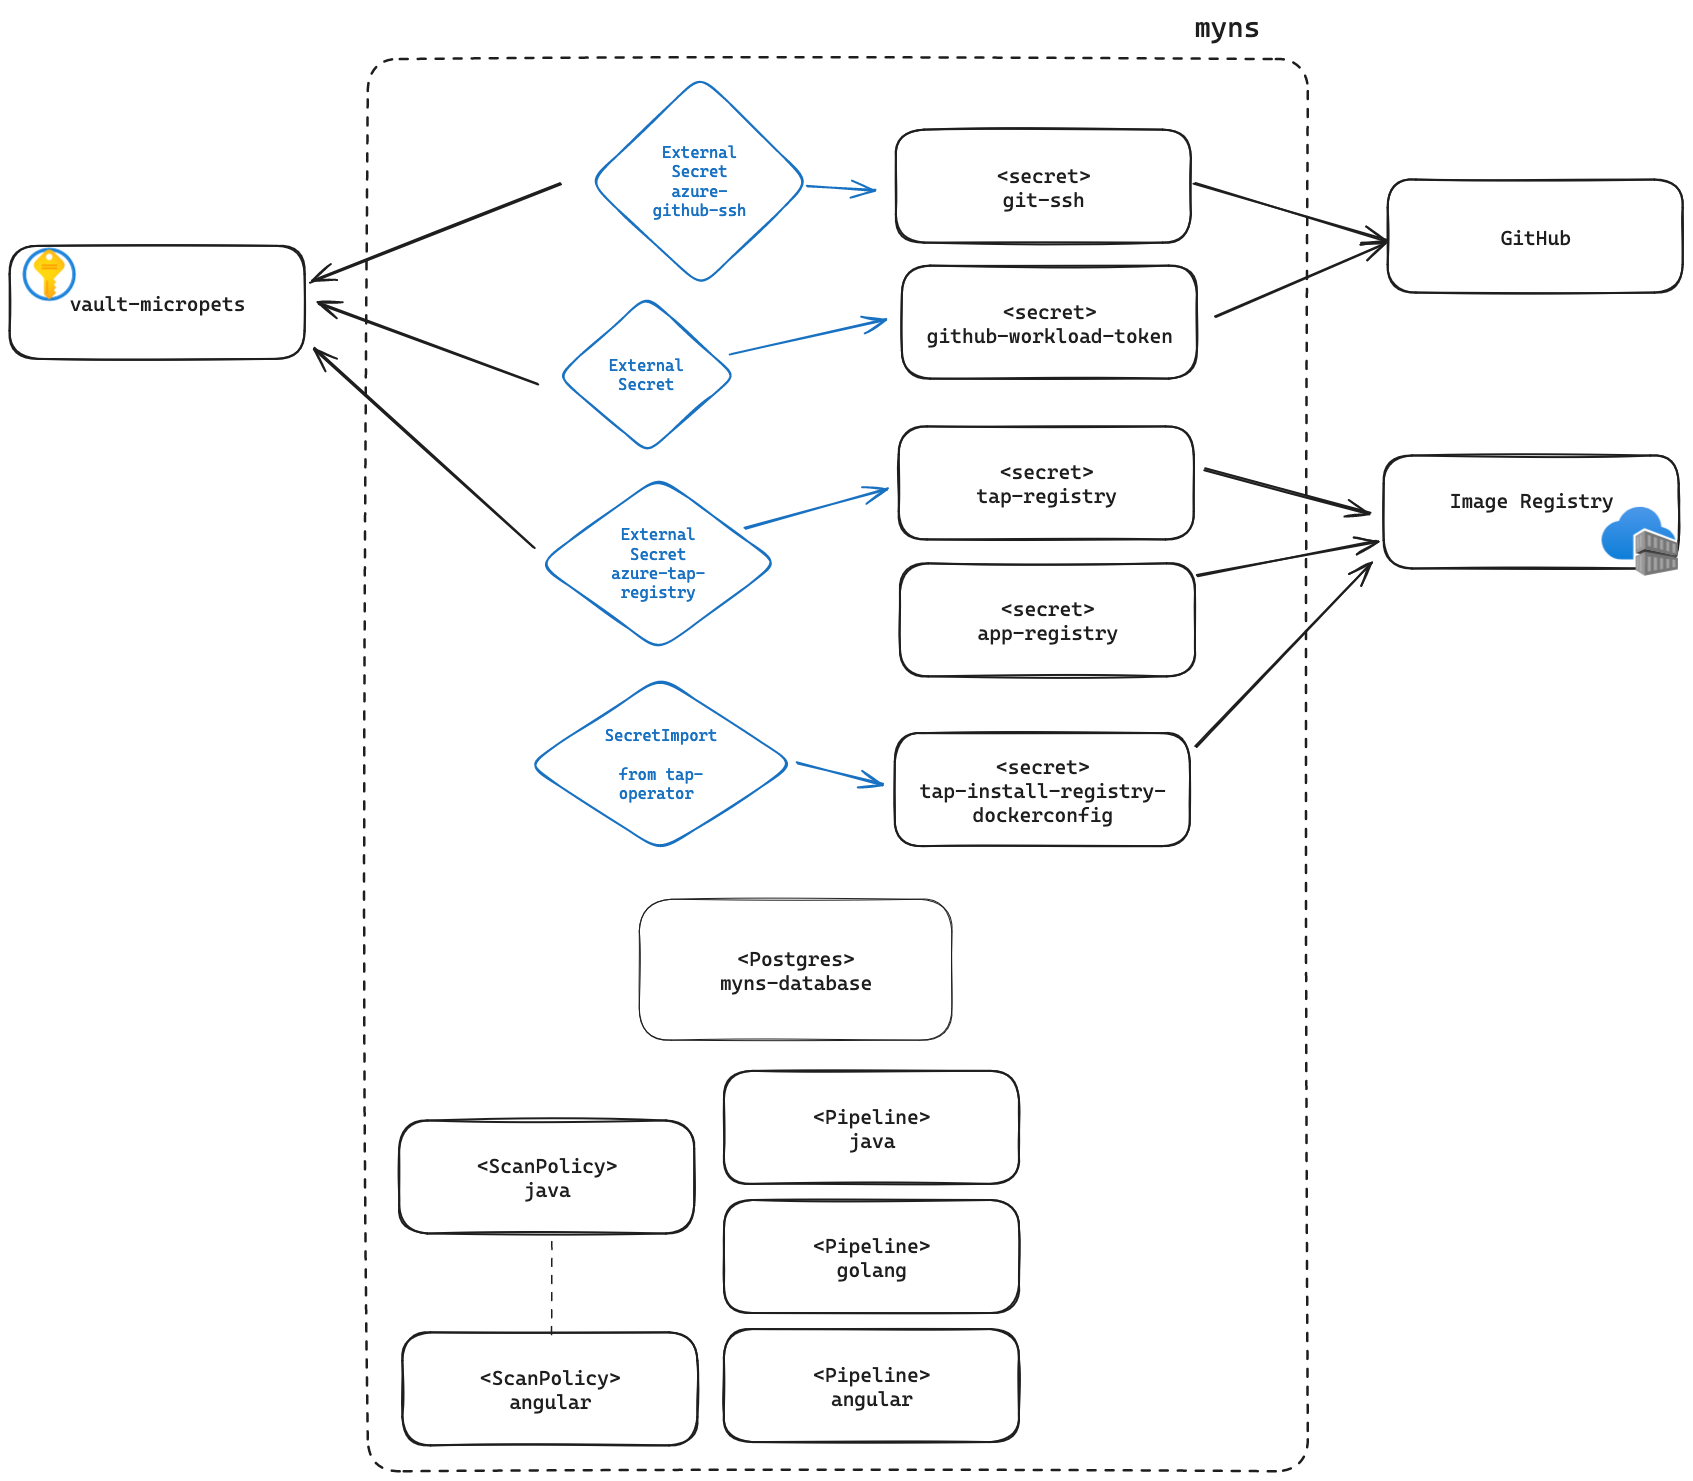 myns
External
Secret
azure-
github-ssh
<secret>
git-ssh
GitHub
vault-micropets
<secret>
github-workload-token
External
Secret
<secret>
tap-registry
Image Registry
External
Secret
azure-tap-
registry
<secret>
app-registry
SecretImport
from tap-
operator
<secret>
tap-install-registry-
dockerconfig
<Postgres>
myns-database
<Pipeline>
java
<ScanPolicy>
java
<Pipeline>
golang
<ScanPolicy>
angular
<Pipeline>
angular